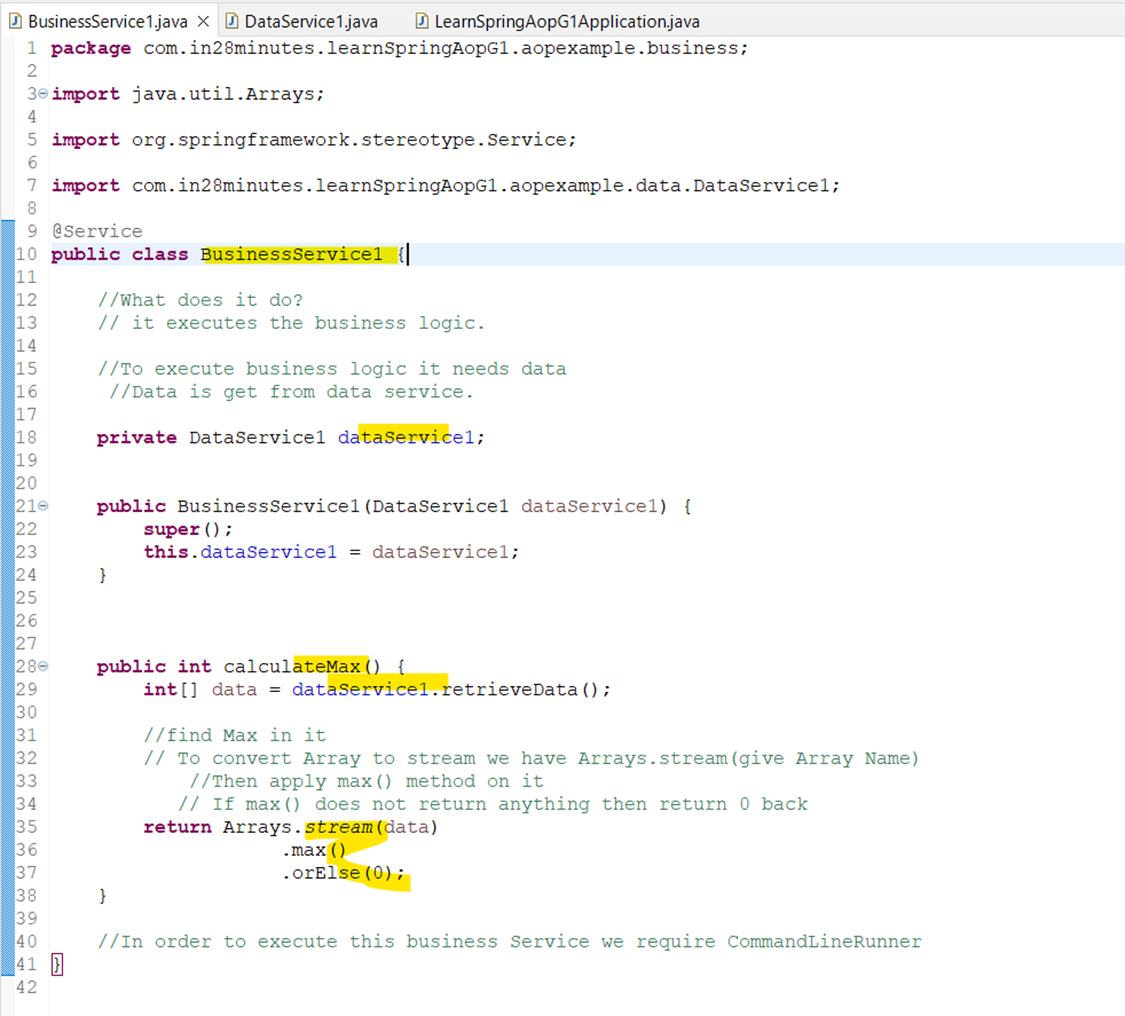 BusinessService1.java × DataService1.java LearnSpringAopG1Application.java
1 package com.in28minutes.learnSpringAopG1.aopexample.business;
2
3 import java.util.Arrays;
4
5 import org.springframework.stereotype.Service;
6
7 import com.in28minutes.learnSpringAopG1.aopexample.data.DataService1;
8
9 @Service
10 public class BusinessService1 {
11
12     //What does it do?
13     // it executes the business logic.
14
15     //To execute business logic it needs data
16      //Data is get from data service.
17
18     private DataService1 dataService1;
19
20
21     public BusinessService1(DataService1 dataService1) {
22         super();
23         this.dataService1 = dataService1;
24     }
25
26
27
28     public int calculateMax() {
29         int[] data = dataService1.retrieveData();
30
31         //find Max in it
32         // To convert Array to stream we have Arrays.stream(give Array Name)
33             //Then apply max() method on it
34            // If max() does not return anything then return 0 back
35         return Arrays.stream(data)
36                     .max()
37                     .orElse(0);
38     }
39
40     //In order to execute this business Service we require CommandLineRunner
41 }
42